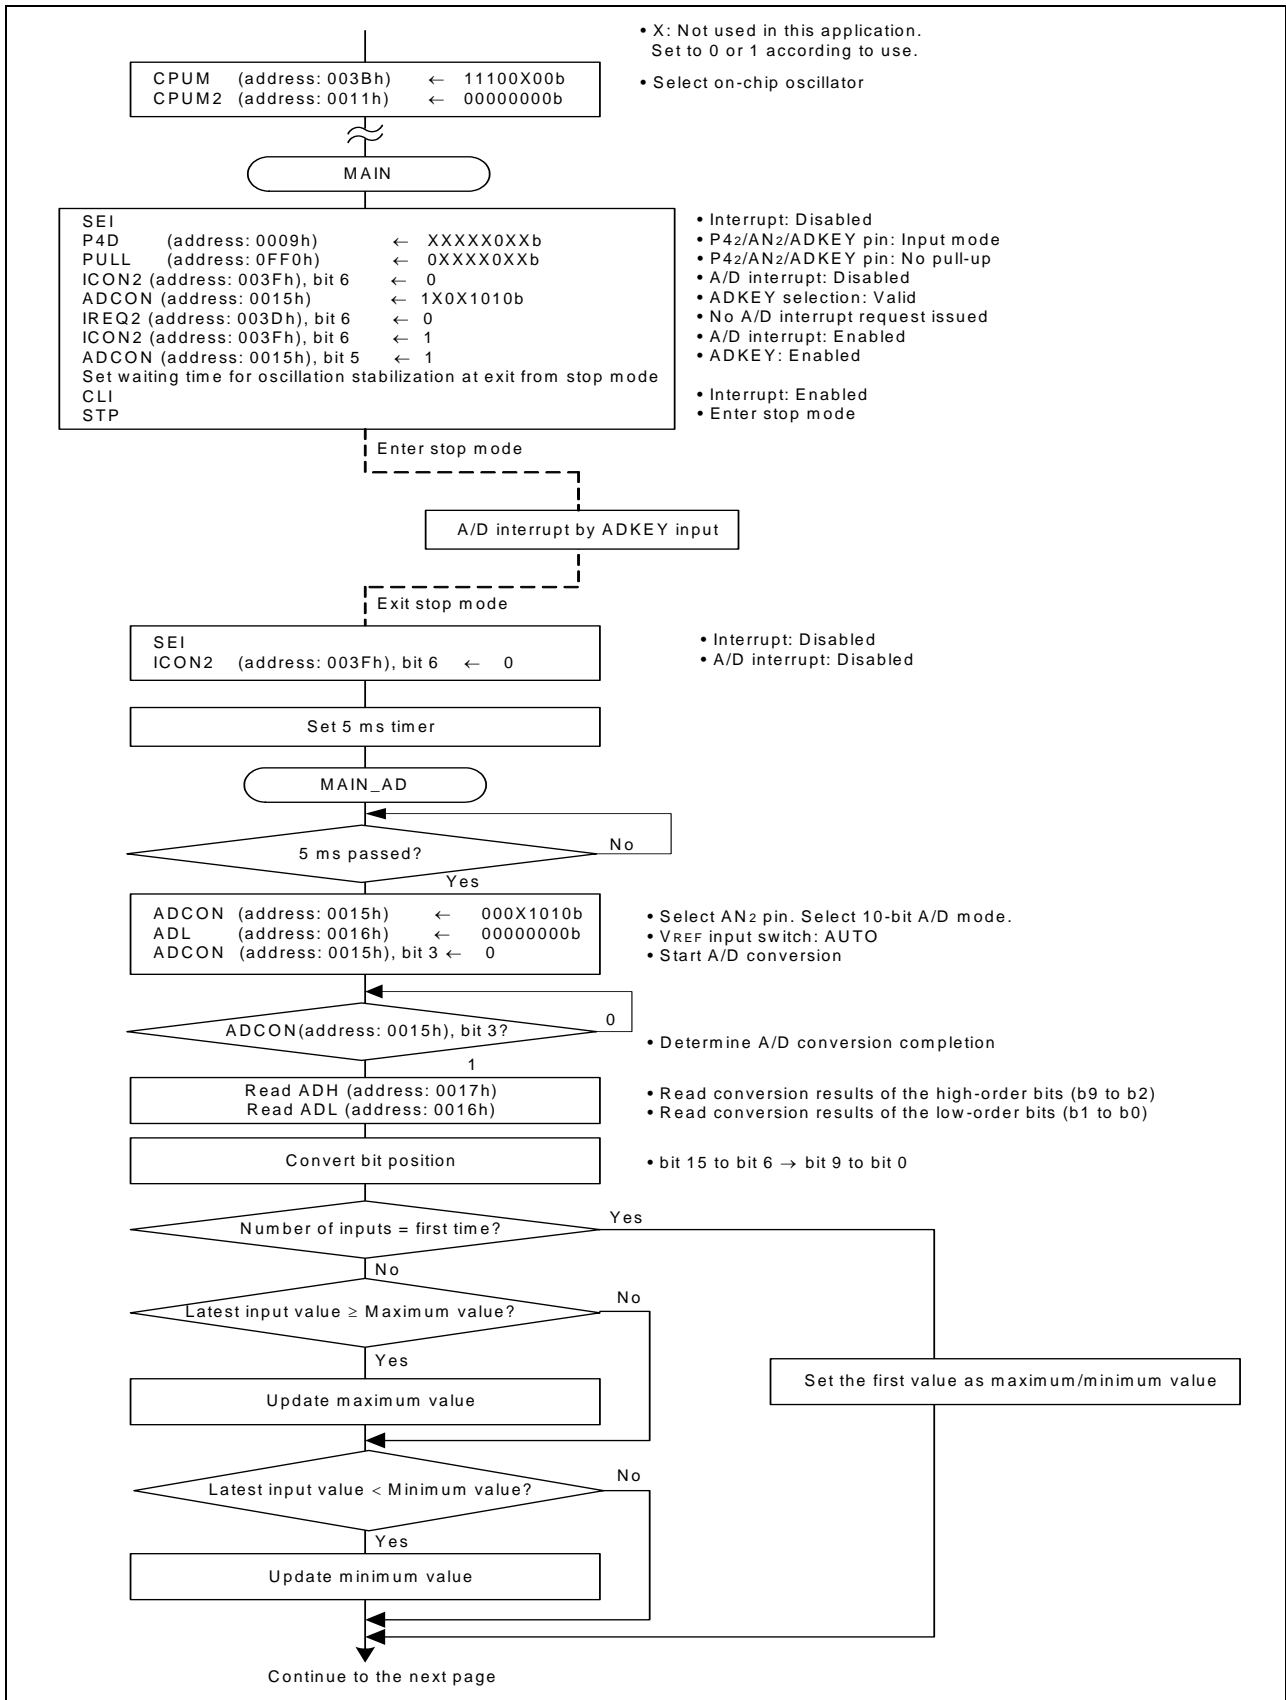 • X: Not used in this application.
Set to 0 or 1 according to use.
CPUM (address: 003Bh) ← 11100X00b
• Select on-chip oscillator
CPUM2 (address: 0011h) ← 00000000b
MAIN
SEI
• Interrupt: Disabled
P4D (address: 0009h) ← XXXXX0XXb
• P42/AN2/ADKEY pin: Input mode
PULL (address: 0FF0h) ← 0XXXX0XXb
• P42/AN2/ADKEY pin: No pull-up
ICON2 (address: 003Fh), bit 6 ← 0
• A/D interrupt: Disabled
ADCON (address: 0015h) ← 1X0X1010b
• ADKEY selection: Valid
IREQ2 (address: 003Dh), bit 6 ← 0
• No A/D interrupt request issued
ICON2 (address: 003Fh), bit 6 ← 1
• A/D interrupt: Enabled
ADCON (address: 0015h), bit 5 ← 1
• ADKEY: Enabled
Set waiting time for oscillation stabilization at exit from stop mode
CLI
• Interrupt: Enabled
STP
• Enter stop mode
Enter stop mode
A/D interrupt by ADKEY input
Exit stop mode
SEI
• Interrupt: Disabled
ICON2 (address: 003Fh), bit 6 ← 0
• A/D interrupt: Disabled
Set 5 ms timer
MAIN_AD
5 ms passed?
No
Yes
ADCON (address: 0015h) ← 000X1010b
• Select AN2 pin. Select 10-bit A/D mode.
ADL (address: 0016h) ← 00000000b
• VREF input switch: AUTO
ADCON (address: 0015h), bit 3 ← 0
• Start A/D conversion
ADCON(address: 0015h), bit 3?
0
• Determine A/D conversion completion
1
Read ADH (address: 0017h)
• Read conversion results of the high-order bits (b9 to b2)
Read ADL (address: 0016h)
• Read conversion results of the low-order bits (b1 to b0)
Convert bit position
• bit 15 to bit 6 → bit 9 to bit 0
Number of inputs = first time?
Yes
No
Latest input value ≥ Maximum value?
No
Yes
Set the first value as maximum/minimum value
Update maximum value
Latest input value < Minimum value?
No
Yes
Update minimum value
Continue to the next page